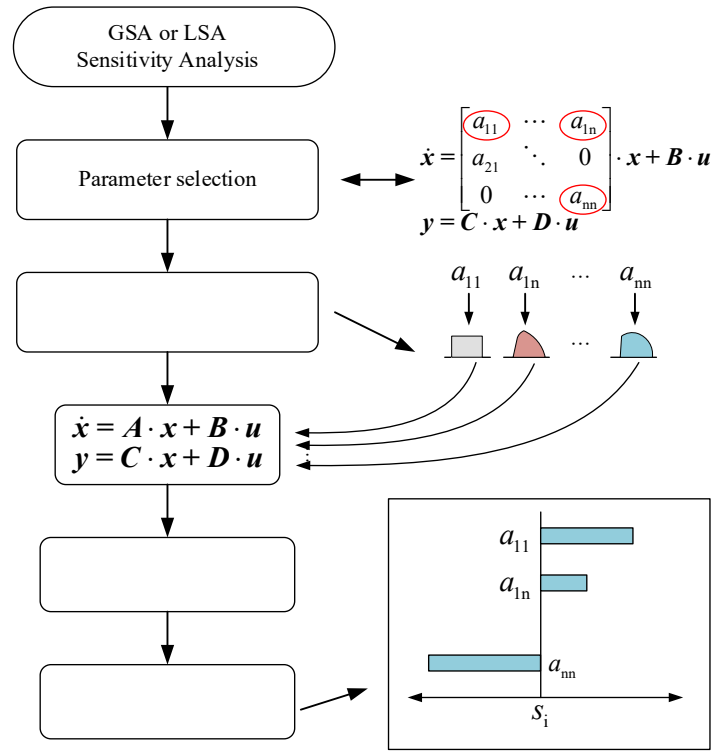 GSA or LSA
Sensitivity Analysis
Parameter selection
ẋ = [ a₁₁ ⋯ a₁ₙ
a₂₁ ⋱ 0
0 ⋯ aₙₙ ] · x + B · u
y = C · x + D · u
a₁₁ a₁ₙ ⋯ aₙₙ
⋯
ẋ = A · x + B · u
y = C · x + D · u
⋮
a₁₁
a₁ₙ
aₙₙ
sᵢ